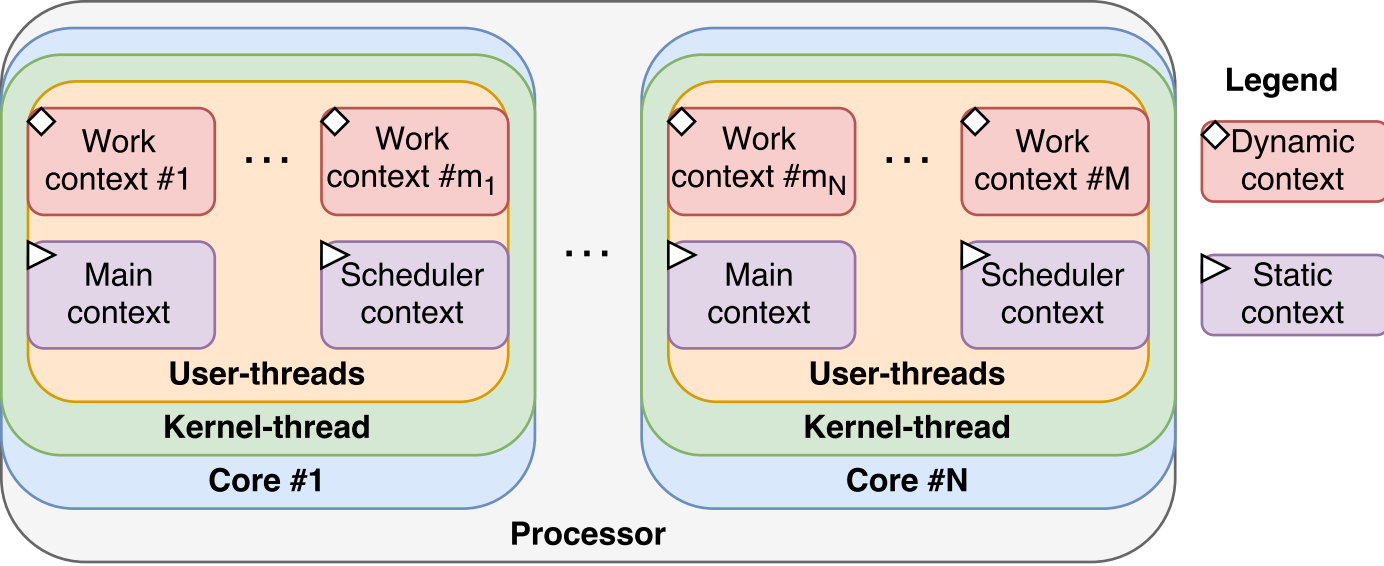 Work
context #1
...
Work
context #m₁
Main
context
Scheduler
context
User-threads
Kernel-thread
Core #1
...
Work
context #m_N
...
Work
context #M
Main
context
Scheduler
context
User-threads
Kernel-thread
Core #N
Processor
Legend
Dynamic
context
Static
context